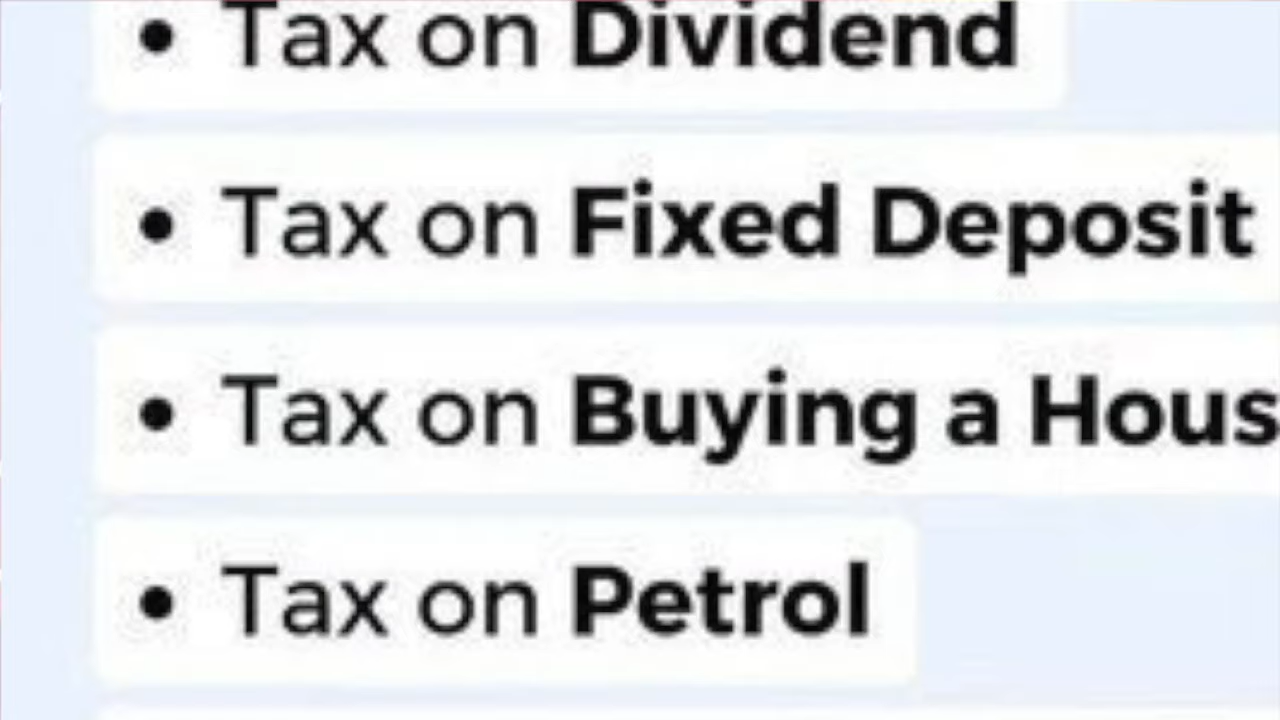 • Tax on Dividend
• Tax on Fixed Deposit
• Tax on Buying a Hous
• Tax on Petrol